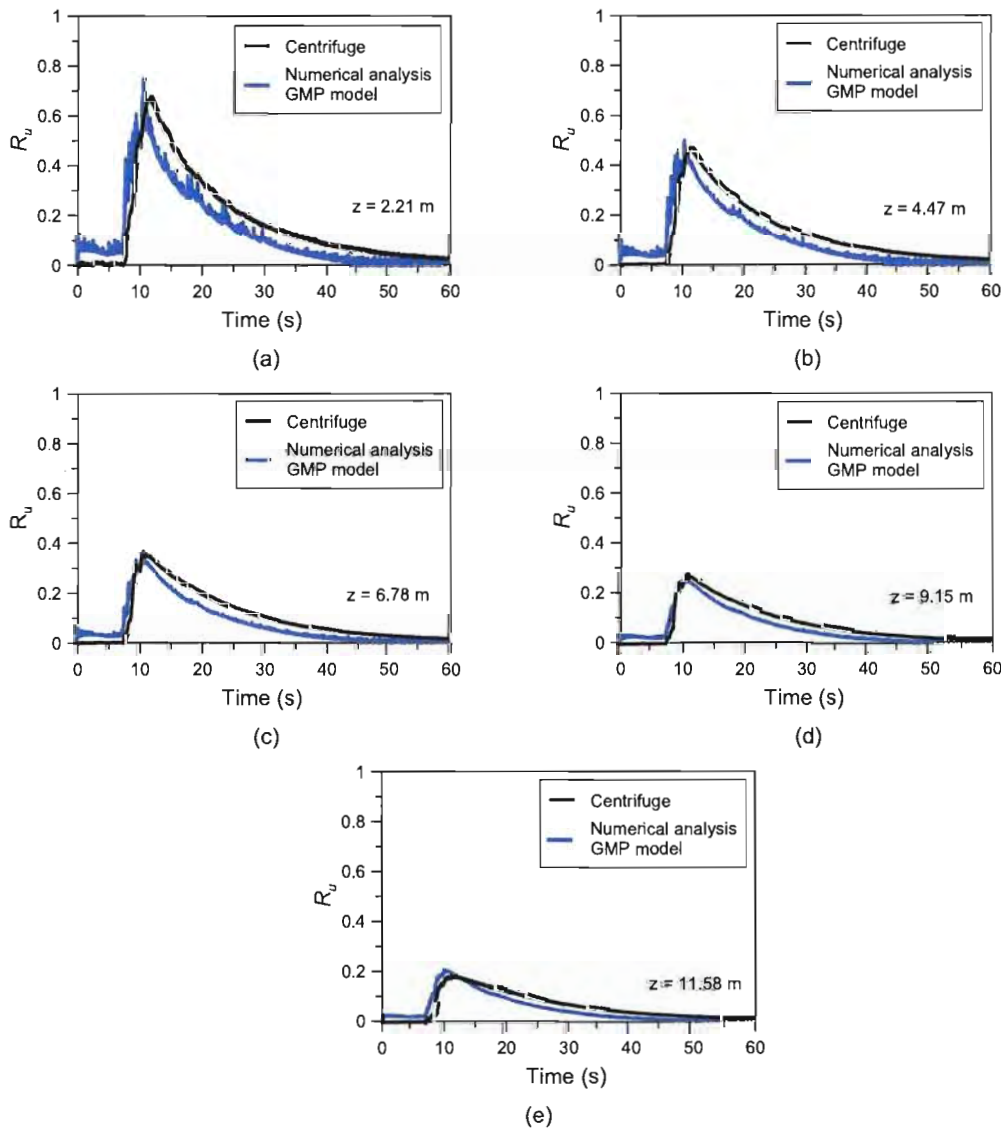 1
0.8
0.6
0.4
0.2
0
R_u
Centrifuge
Numerical analysis
GMP model
z = 2.21 m
0 10 20 30 40 50 60
Time (s)
(a)
1
0.8
0.6
0.4
0.2
0
R_u
Centrifuge
Numerical analysis
GMP model
z = 4.47 m
0 10 20 30 40 50 60
Time (s)
(b)
1
0.8
0.6
0.4
0.2
0
R_u
Centrifuge
Numerical analysis
GMP model
z = 6.78 m
0 10 20 30 40 50 60
Time (s)
(c)
1
0.8
0.6
0.4
0.2
0
R_u
Centrifuge
Numerical analysis
GMP model
z = 9.15 m
0 10 20 30 40 50 60
Time (s)
(d)
1
0.8
0.6
0.4
0.2
0
R_u
Centrifuge
Numerical analysis
GMP model
z = 11.58 m
0 10 20 30 40 50 60
Time (s)
(e)